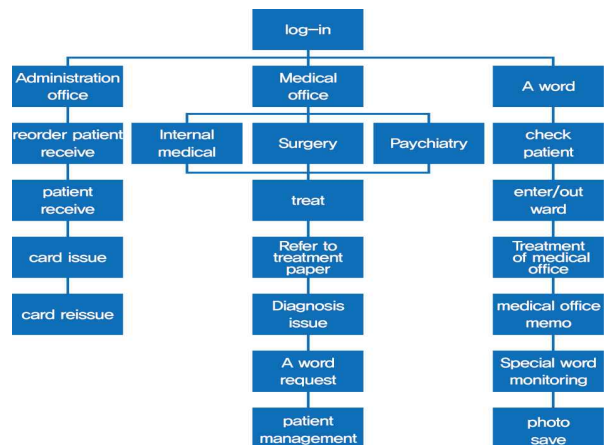 log-in
Administration
office
Medical
office
A word
reorder patient
receive
Internal
medical
Surgery
Paychiatry
check
patient
patient
receive
treat
enter/out
ward
card issue
Refer to
treatment
paper
Treatment
of medical
office
card reissue
Diagnosis
issue
medical office
memo
A word
request
Special word
monitoring
patient
management
photo
save